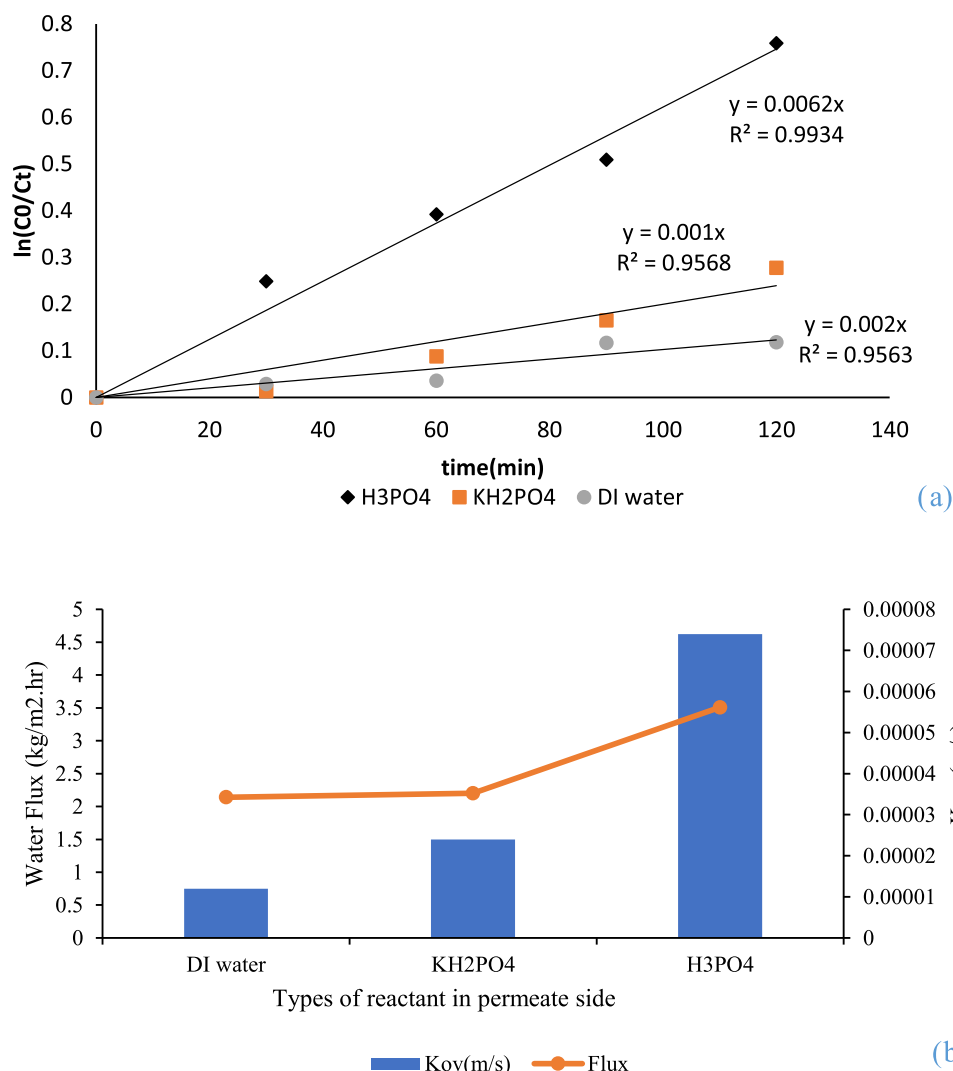 0.8
0.7
0.6
0.5
0.4
0.3
0.2
0.1
0
ln(C0/Ct)
y = 0.0062x
R² = 0.9934
y = 0.001x
R² = 0.9568
y = 0.002x
R² = 0.9563
0 20 40 60 80 100 120 140
time(min)
H3PO4 KH2PO4 DI water
(a)
5
4.5
4
3.5
3
2.5
2
1.5
1
0.5
0
Water Flux (kg/m2.hr)
0.00008
0.00007
0.00006
0.00005
0.00004
0.00003
0.00002
0.00001
0
DI water KH2PO4 H3PO4
Types of reactant in permeate side
Kov(m/s) Flux
(b